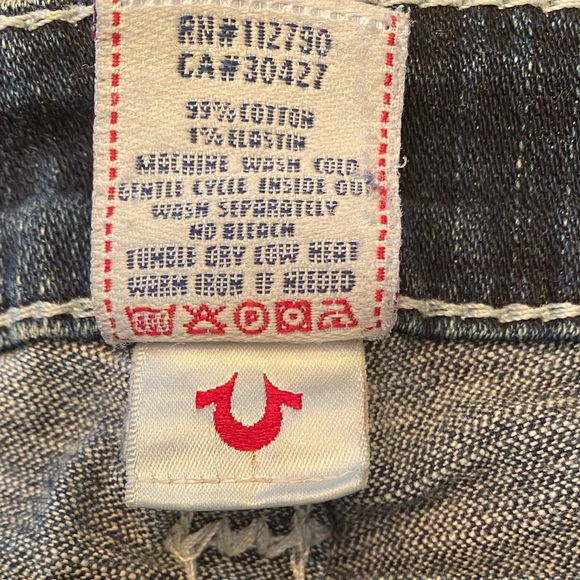 RN#112790
CA#30427
99% COTTON
1% ELASTIN
MACHINE WASH COLD
GENTLE CYCLE INSIDE OUT
WASH SEPARATELY
NO BLEACH
TUMBLE DRY LOW HEAT
WARM IRON IF NEEDED
P